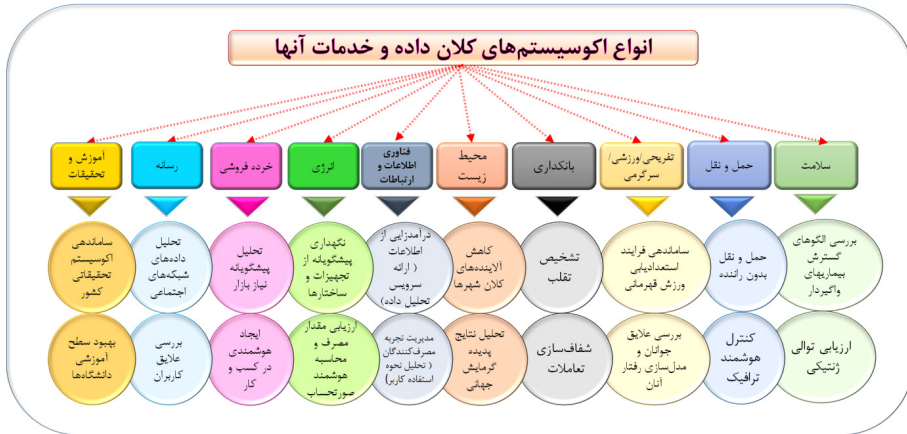 انواع اکوسیستم‌های کلان داده و خدمات آنها
سلامت
حمل و نقل
تفریحی/ورزشی/
سرگرمی
بانکداری
محیط
زیست
فناوری
اطلاعات و
ارتباطات
انرژی
خرده فروشی
رسانه
آموزش و
تحقیقات
بررسی الگوهای
گسترش
بیماریهای
واگیردار
حمل و نقل
بدون راننده
ساماندهی فرایند
استعدادیابی
ورزش قهرمانی
تشخیص
تقلب
کاهش
آلاینده‌های
کلان شهرها
درآمدزایی از
اطلاعات
( ارائه
سرویس
تحلیل داده)
نگهداری
پیشگویانه از
تجهیزات و
ساختارها
تحلیل
پیشگویانه
نیاز بازار
تحلیل
داده‌های
شبکه‌های
اجتماعی
ساماندهی
اکوسیستم
تحقیقاتی
کشور
ارزیابی توالی
ژنتیکی
کنترل
هوشمند
ترافیک
بررسی علایق
جوانان و
مدل‌سازی رفتار
آنان
شفاف‌سازی
تعاملات
تحلیل نتایج
پدیده
گرمایش
جهانی
مدیریت تجربه
مصرف‌کنندگان
( تحلیل نحوه
استفاده کاربر)
ارزیابی مقدار
مصرف و
محاسبه
هوشمند
صورتحساب
ایجاد
هوشمندی
در کسب و
کار
بررسی
علایق
کاربران
بهبود سطح
آموزشی
دانشگاه‌ها